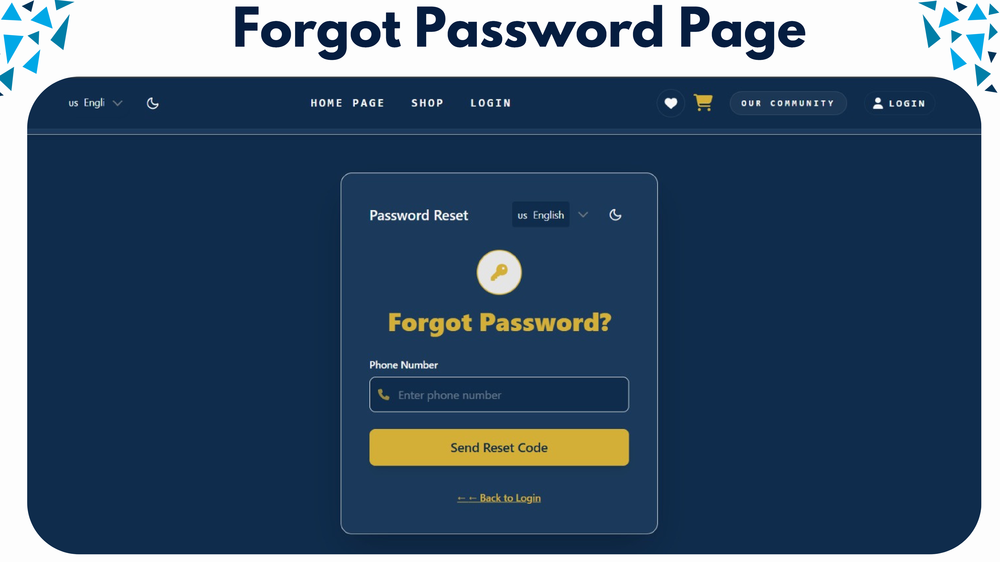 Forgot Password Page
us Engli
HOME PAGE SHOP LOGIN
OUR COMMUNITY
LOGIN
Password Reset
us English
Forgot Password?
Phone Number
Enter phone number
Send Reset Code
← ← Back to Login